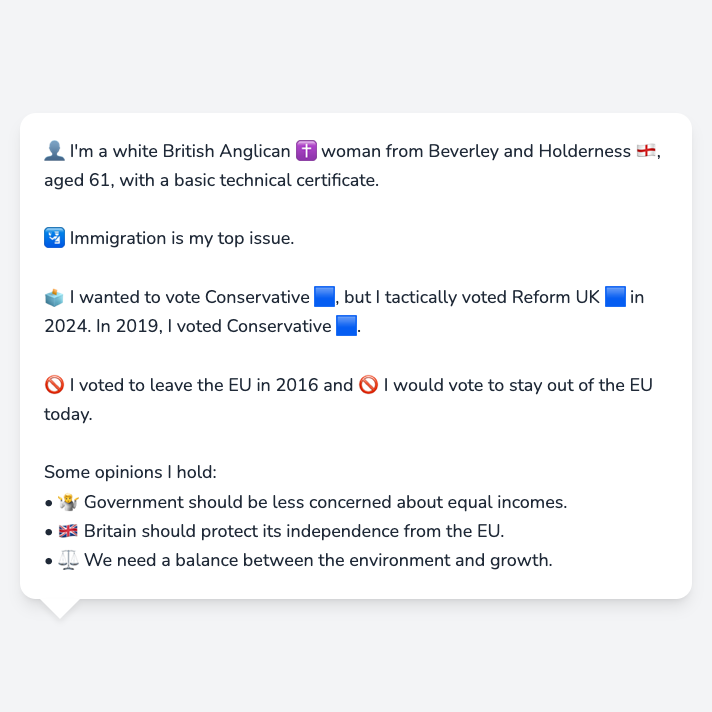 👤 I'm a white British Anglican ✝️ woman from Beverley and Holderness 🏴󠁧󠁢󠁥󠁮󠁧󠁿,
aged 61, with a basic technical certificate.
🛂 Immigration is my top issue.
🗳️ I wanted to vote Conservative 🟦, but I tactically voted Reform UK 🟦 in
2024. In 2019, I voted Conservative 🟦.
🚫 I voted to leave the EU in 2016 and 🚫 I would vote to stay out of the EU
today.
Some opinions I hold:
• 🤷 Government should be less concerned about equal incomes.
• 🇬🇧 Britain should protect its independence from the EU.
• ⚖️ We need a balance between the environment and growth.